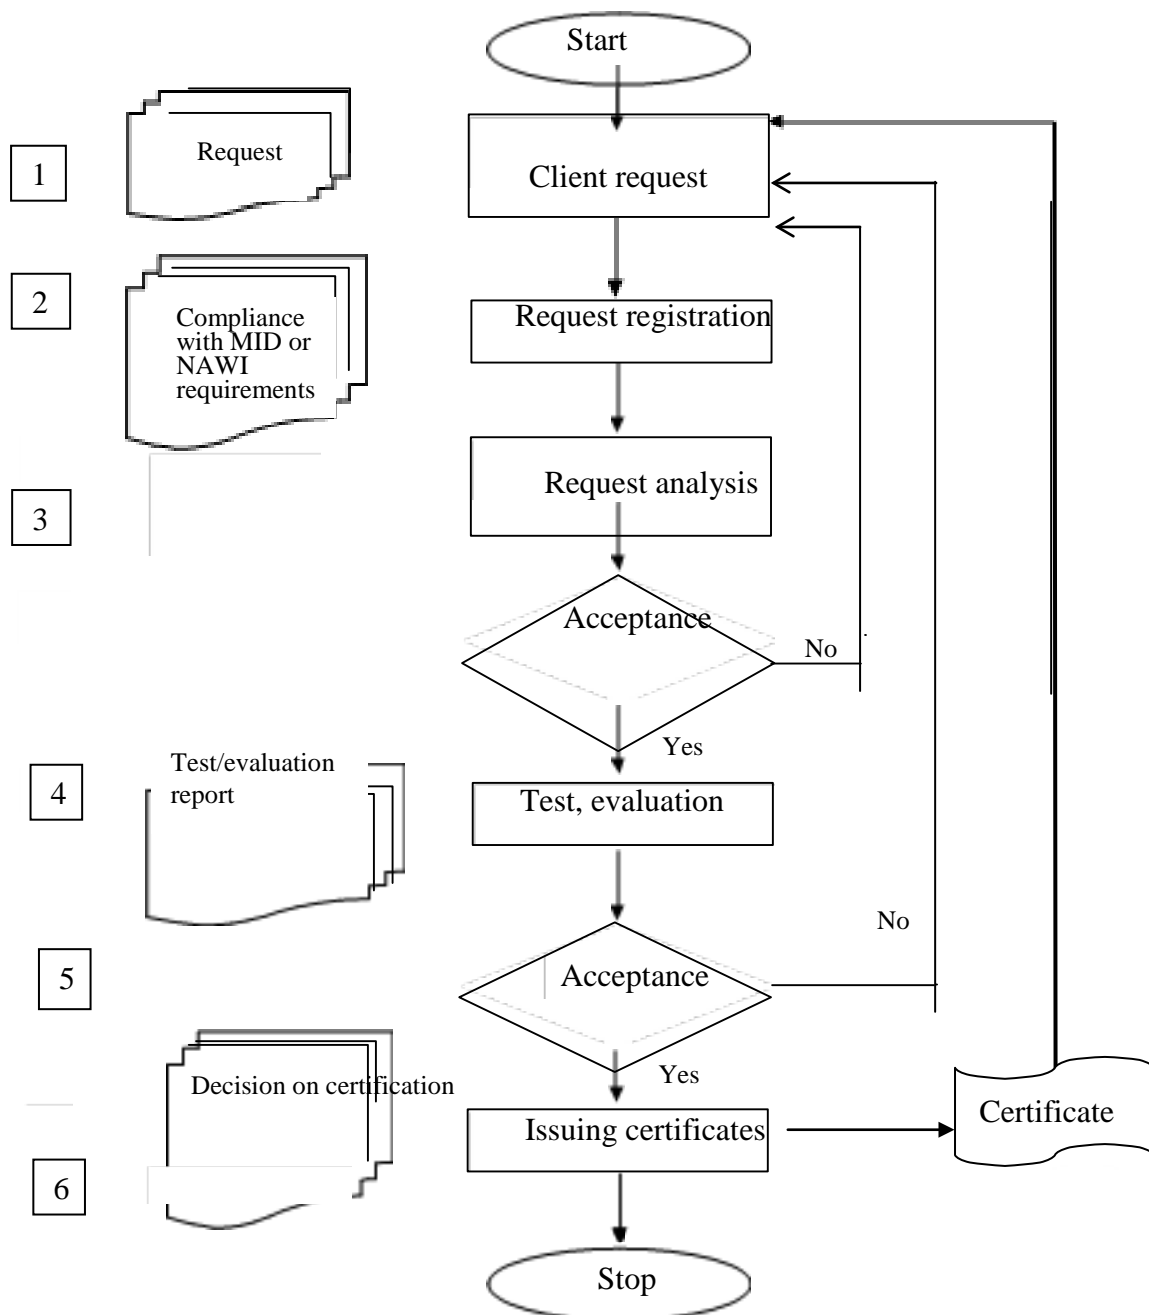 Start
1
Request
Client request
2
Compliance
with MID or
NAWI
requirements
Request registration
3
Request analysis
Acceptance
No
Yes
4
Test/evaluation
report
Test, evaluation
No
5
Acceptance
Yes
Decision on certification
Issuing certificates
Certificate
6
Stop